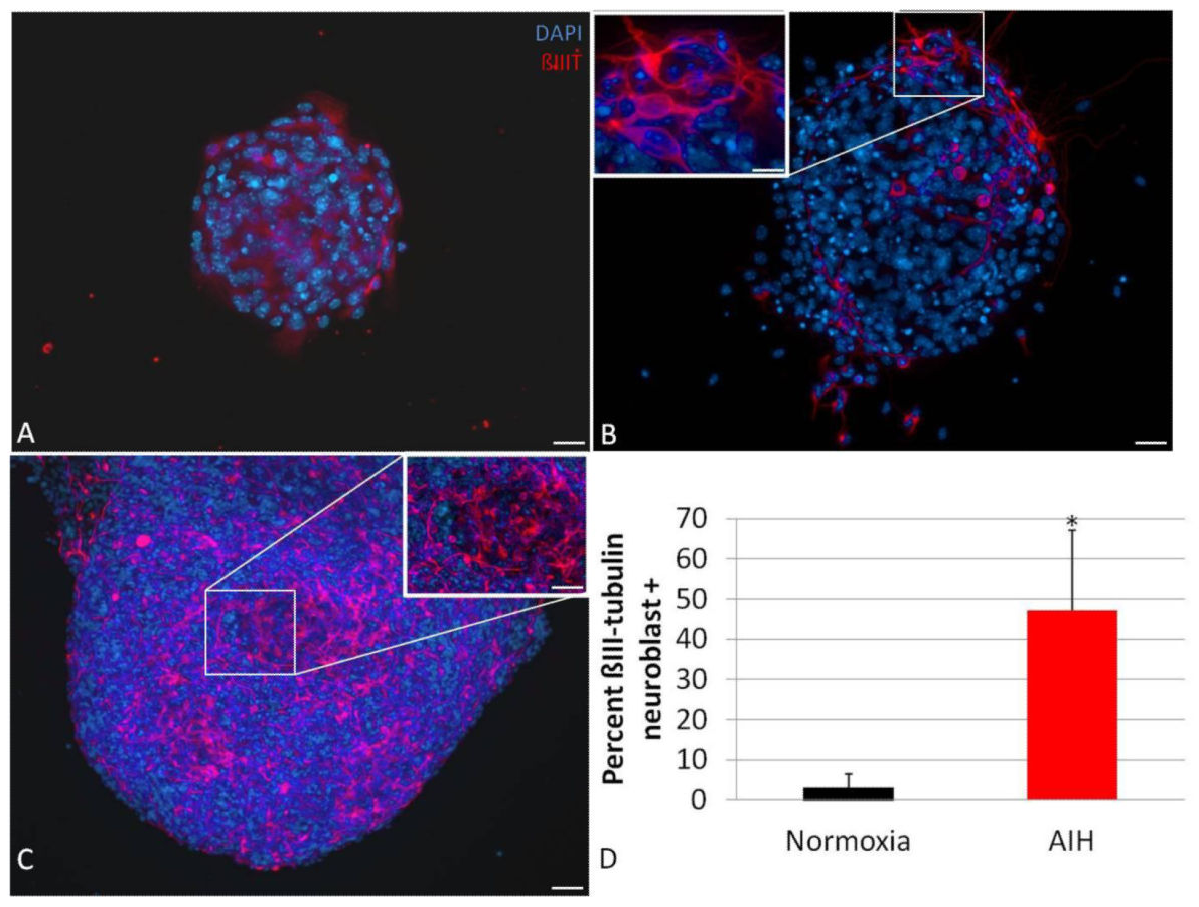 DAPI
ßIIIT
A
B
C
Percent ßIII-tubulin
neuroblast +
70
60
50
40
30
20
10
0
*
Normoxia
AIH
D